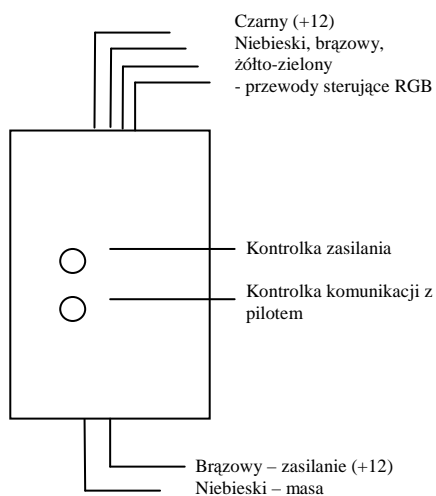 Czarny (+12)
Niebieski, brązowy,
żółto-zielony
- przewody sterujące RGB
Kontrolka zasilania
Kontrolka komunikacji z
pilotem
Brązowy – zasilanie (+12)
Niebieski – masa